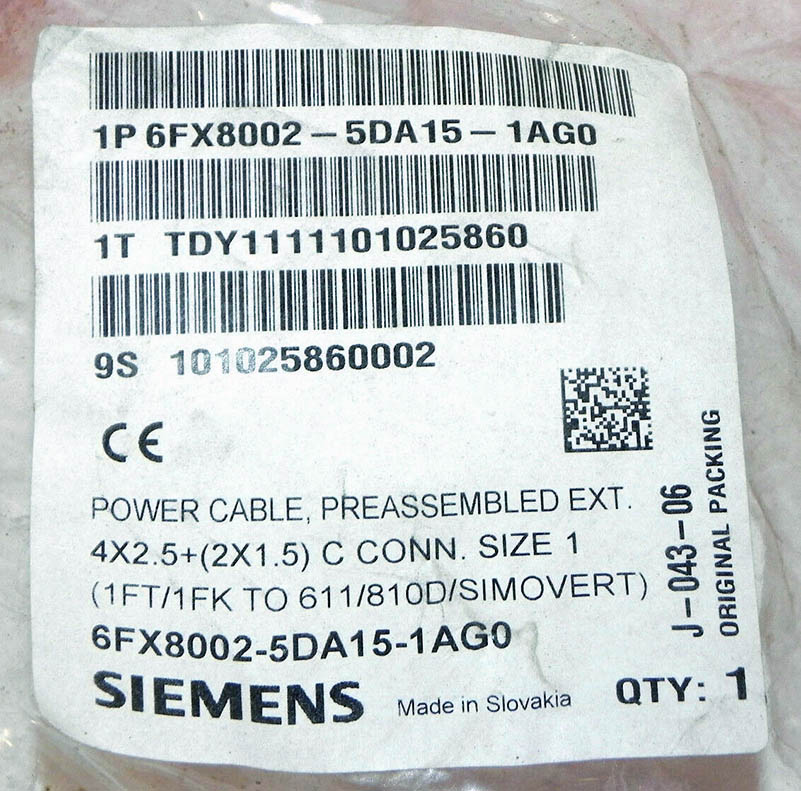 1P 6FX8002-5DA15-1AG0
1T TDY1111101025860
9S 101025860002
CE
POWER CABLE, PREASSEMBLED EXT.
4X2.5+(2X1.5) C CONN. SIZE 1
(1FT/1FK TO 611/810D/SIMOVERT)
6FX8002-5DA15-1AG0
SIEMENS Made in Slovakia QTY: 1
J-043-06
ORIGINAL PACKING